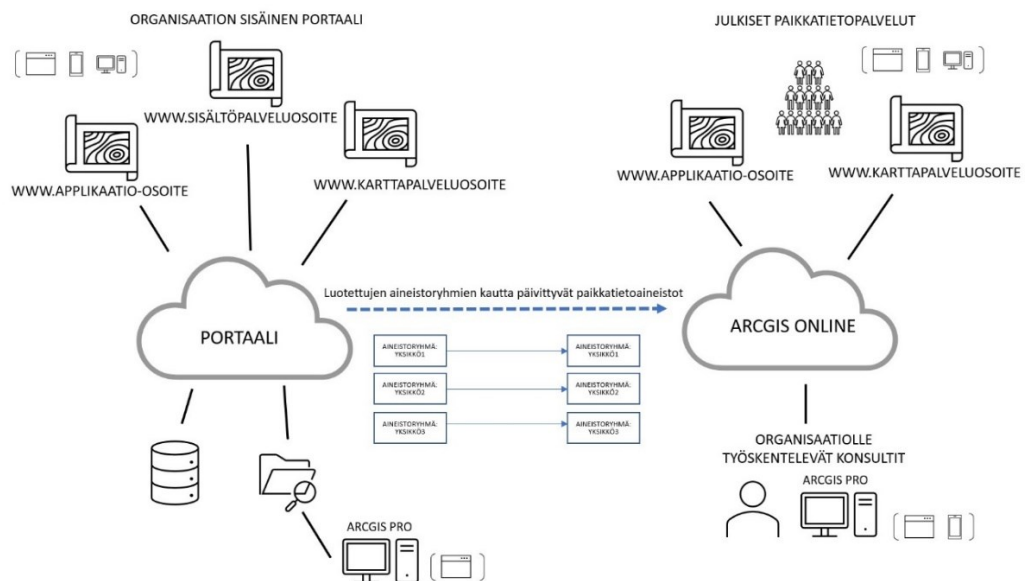 ORGANISAATION SISÄINEN PORTAALI
WWW.SISÄLTÖPALVELUOSOITE
WWW.APPLIKAATIO-OSOITE
WWW.KARTTAPALVELUOSOITE
PORTAALI
ARCGIS PRO
Luotettujen aineistoryhmien kautta päivittyvät paikkatietoaineistot
AINEISTORYHMÄ:
YKSIKKÖ1
AINEISTORYHMÄ:
YKSIKKÖ1
AINEISTORYHMÄ:
YKSIKKÖ2
AINEISTORYHMÄ:
YKSIKKÖ2
AINEISTORYHMÄ:
YKSIKKÖ3
AINEISTORYHMÄ:
YKSIKKÖ3
JULKISET PAIKKATIETOPALVELUT
WWW.APPLIKAATIO-OSOITE
WWW.KARTTAPALVELUOSOITE
ARCGIS ONLINE
ORGANISAATIOLLE
TYÖSKENTELEVÄT KONSULTIT
ARCGIS PRO